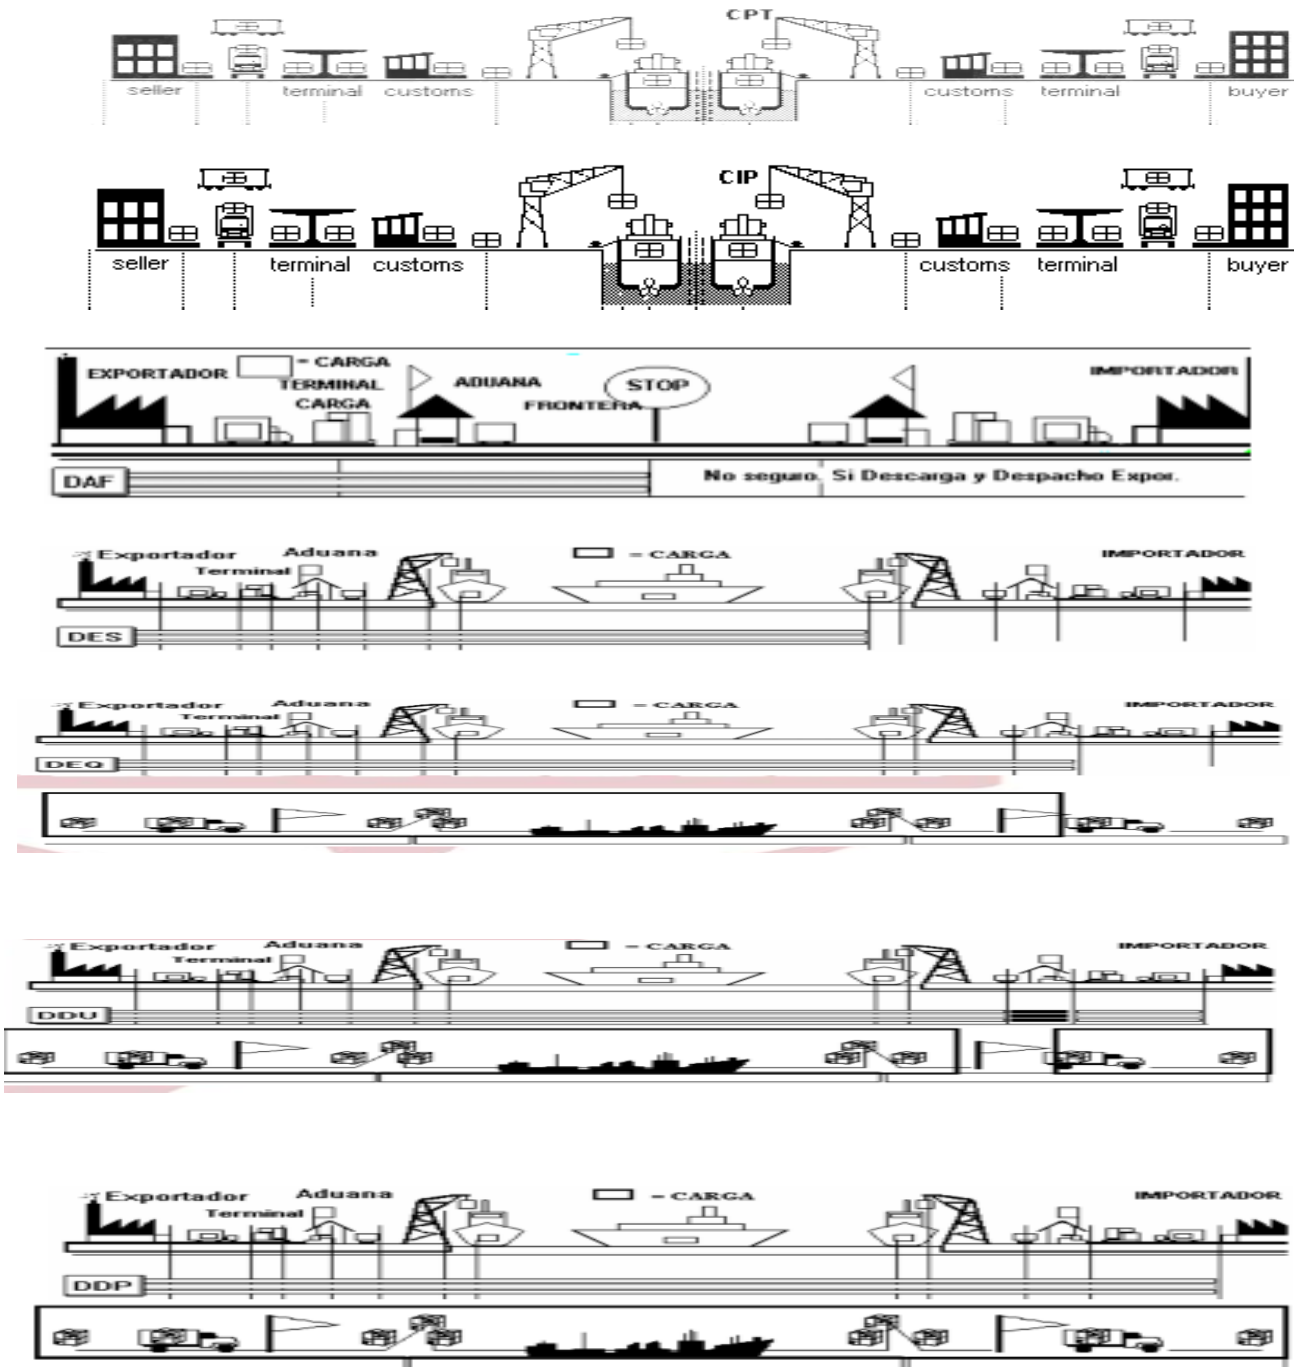 CPT
seller terminal customs customs terminal buyer
CIP
seller terminal customs customs terminal buyer
EXPORTADOR = CARGA TERMINAL CARGA ADUANA FRONTERA STOP IMPORTADOR
DAF No seguro. Si Descarga y Despacho Expor.
Exportador Aduana = CARGA IMPORTADOR
Terminal
DES
Exportador Aduana = CARGA IMPORTADOR
Terminal
DEQ
Exportador Aduana = CARGA IMPORTADOR
Terminal
DDU
Exportador Aduana = CARGA IMPORTADOR
Terminal
DDP